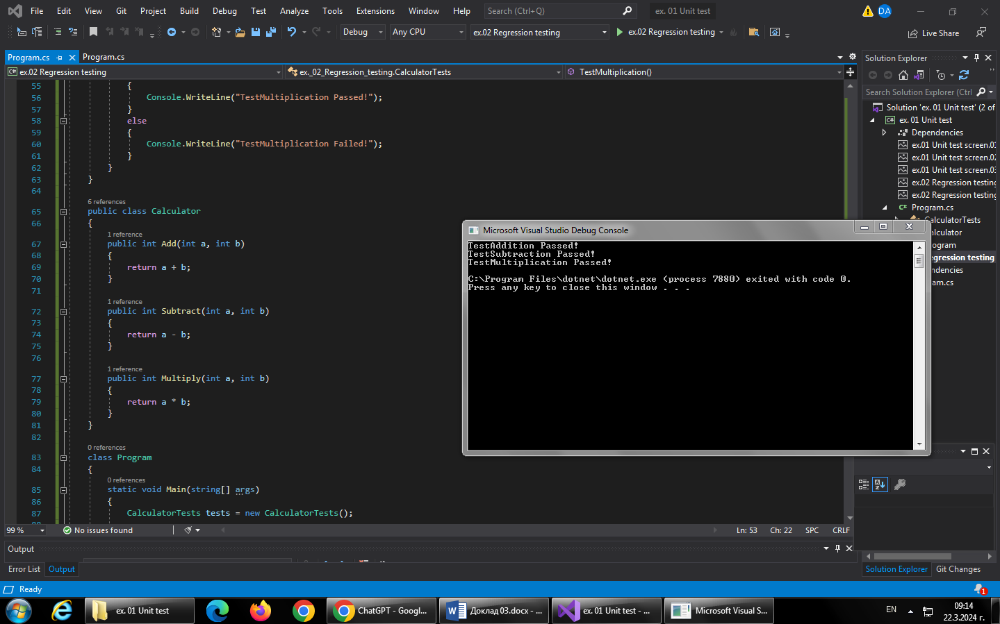 File Edit View Git Project Build Debug Test Analyze Tools Extensions Window Help Search (Ctrl+Q) ex. 01 Unit test DA
Debug Any CPU ex.02 Regression testing ex.02 Regression testing Live Share
Program.cs Program.cs
ex.02 Regression testing ex._02_Regression_testing.CalculatorTests TestMultiplication()
55 {
56 Console.WriteLine("TestMultiplication Passed!");
57 }
58 else
59 {
60 Console.WriteLine("TestMultiplication Failed!");
61 }
62 }
63 }
64
6 references
65 public class Calculator
66 {
1 reference
67 public int Add(int a, int b)
68 {
69 return a + b;
70 }
71
1 reference
72 public int Subtract(int a, int b)
73 {
74 return a - b;
75 }
76
1 reference
77 public int Multiply(int a, int b)
78 {
79 return a * b;
80 }
81 }
82
0 references
83 class Program
84 {
0 references
85 static void Main(string[] args)
86 {
87 CalculatorTests tests = new CalculatorTests();
99 % No issues found Ln: 53 Ch: 22 SPC CRLF
Output
Error List Output
Ready
Microsoft Visual Studio Debug Console
TestAddition Passed!
TestSubtraction Passed!
TestMultiplication Passed!
C:\Program Files\dotnet\dotnet.exe (process 7880) exited with code 0.
Press any key to close this window . . .
Solution Explorer
Search Solution Explorer (Ctrl
Solution 'ex. 01 Unit test' (2 of
ex. 01 Unit test
Dependencies
ex.01 Unit test screen.01
ex.01 Unit test screen.02
ex.01 Unit test screen.03
ex.02 Regression testing
ex.02 Regression testing
Program.cs
CalculatorTests
alculator
ogram
egression testing
ndencies
am.cs
Solution Explorer Git Changes
1
ex. 01 Unit test ChatGPT - Googl... Доклад 03.docx - ... ex. 01 Unit test - ... Microsoft Visual S... EN 09:14
22.3.2024 г.